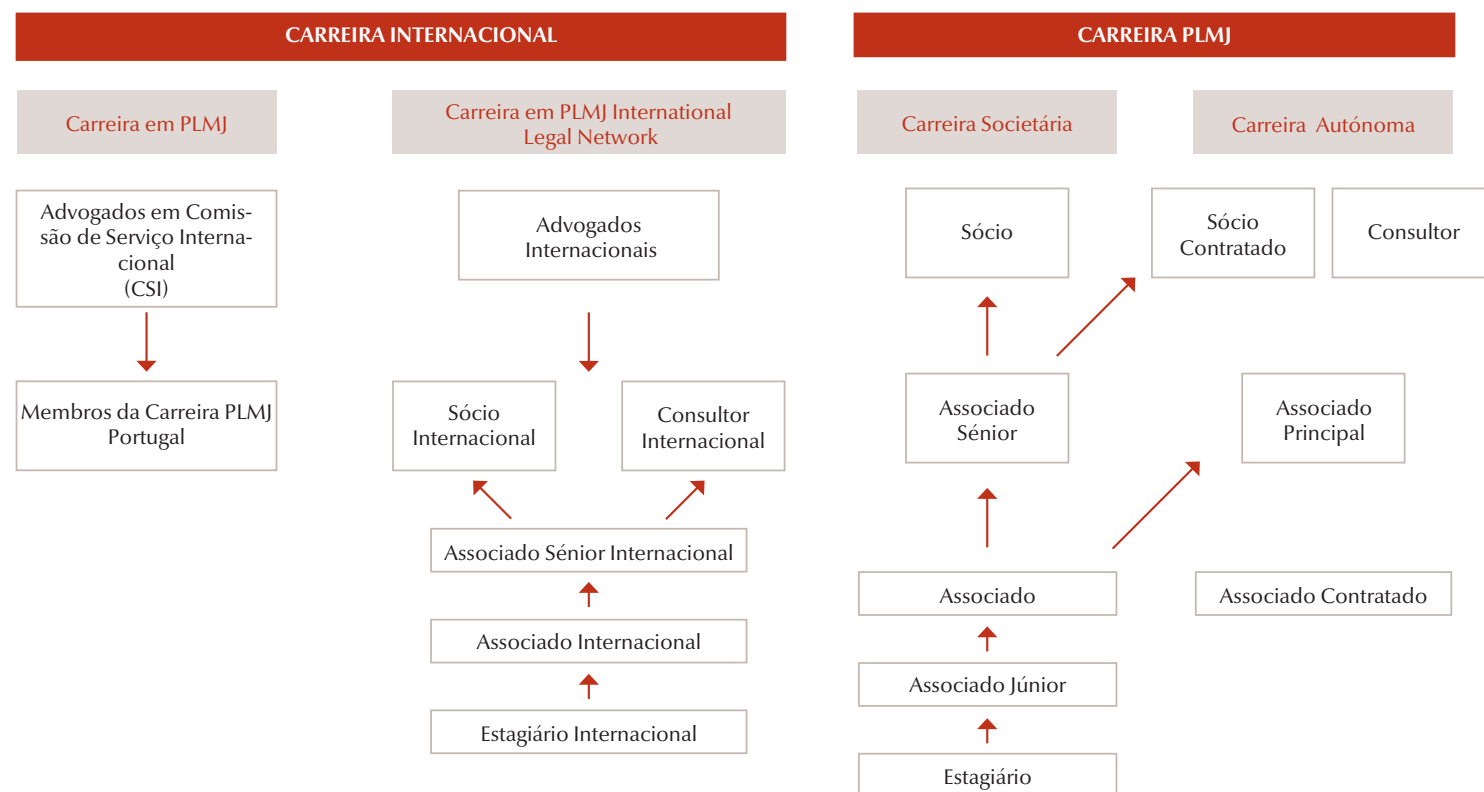 CARREIRA INTERNACIONAL
Carreira em PLMJ
Carreira em PLMJ International
Legal Network
Advogados em Comis-
são de Serviço Interna-
cional
(CSI)
Advogados
Internacionais
Membros da Carreira PLMJ
Portugal
Sócio
Internacional
Consultor
Internacional
Associado Sénior Internacional
Associado Internacional
Estagiário Internacional
CARREIRA PLMJ
Carreira Societária
Carreira Autónoma
Sócio
Sócio
Contratado
Consultor
Associado
Sénior
Associado
Principal
Associado
Associado Contratado
Associado Júnior
Estagiário